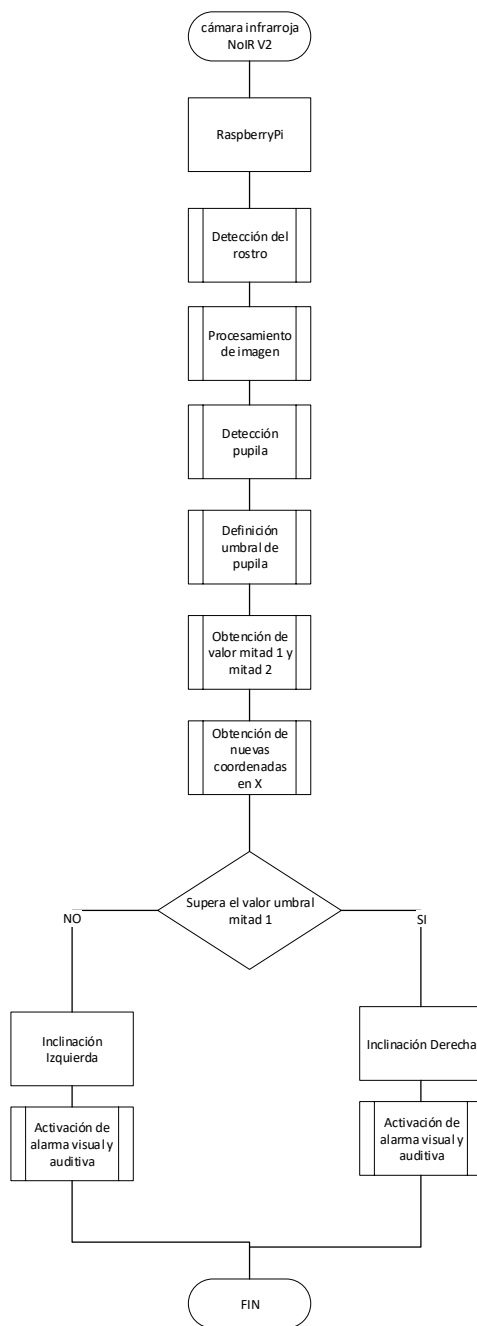 cámara infrarroja
NoIR V2
RaspberryPi
Detección del
rostro
Procesamiento
de imagen
Detección
pupila
Definición
umbral de
pupila
Obtención de
valor mitad 1 y
mitad 2
Obtención de
nuevas
coordenadas
en X
Supera el valor umbral
mitad 1
NO
SI
Inclinación
Izquierda
Inclinación Derecha
Activación de
alarma visual y
auditiva
Activación de
alarma visual y
auditiva
FIN